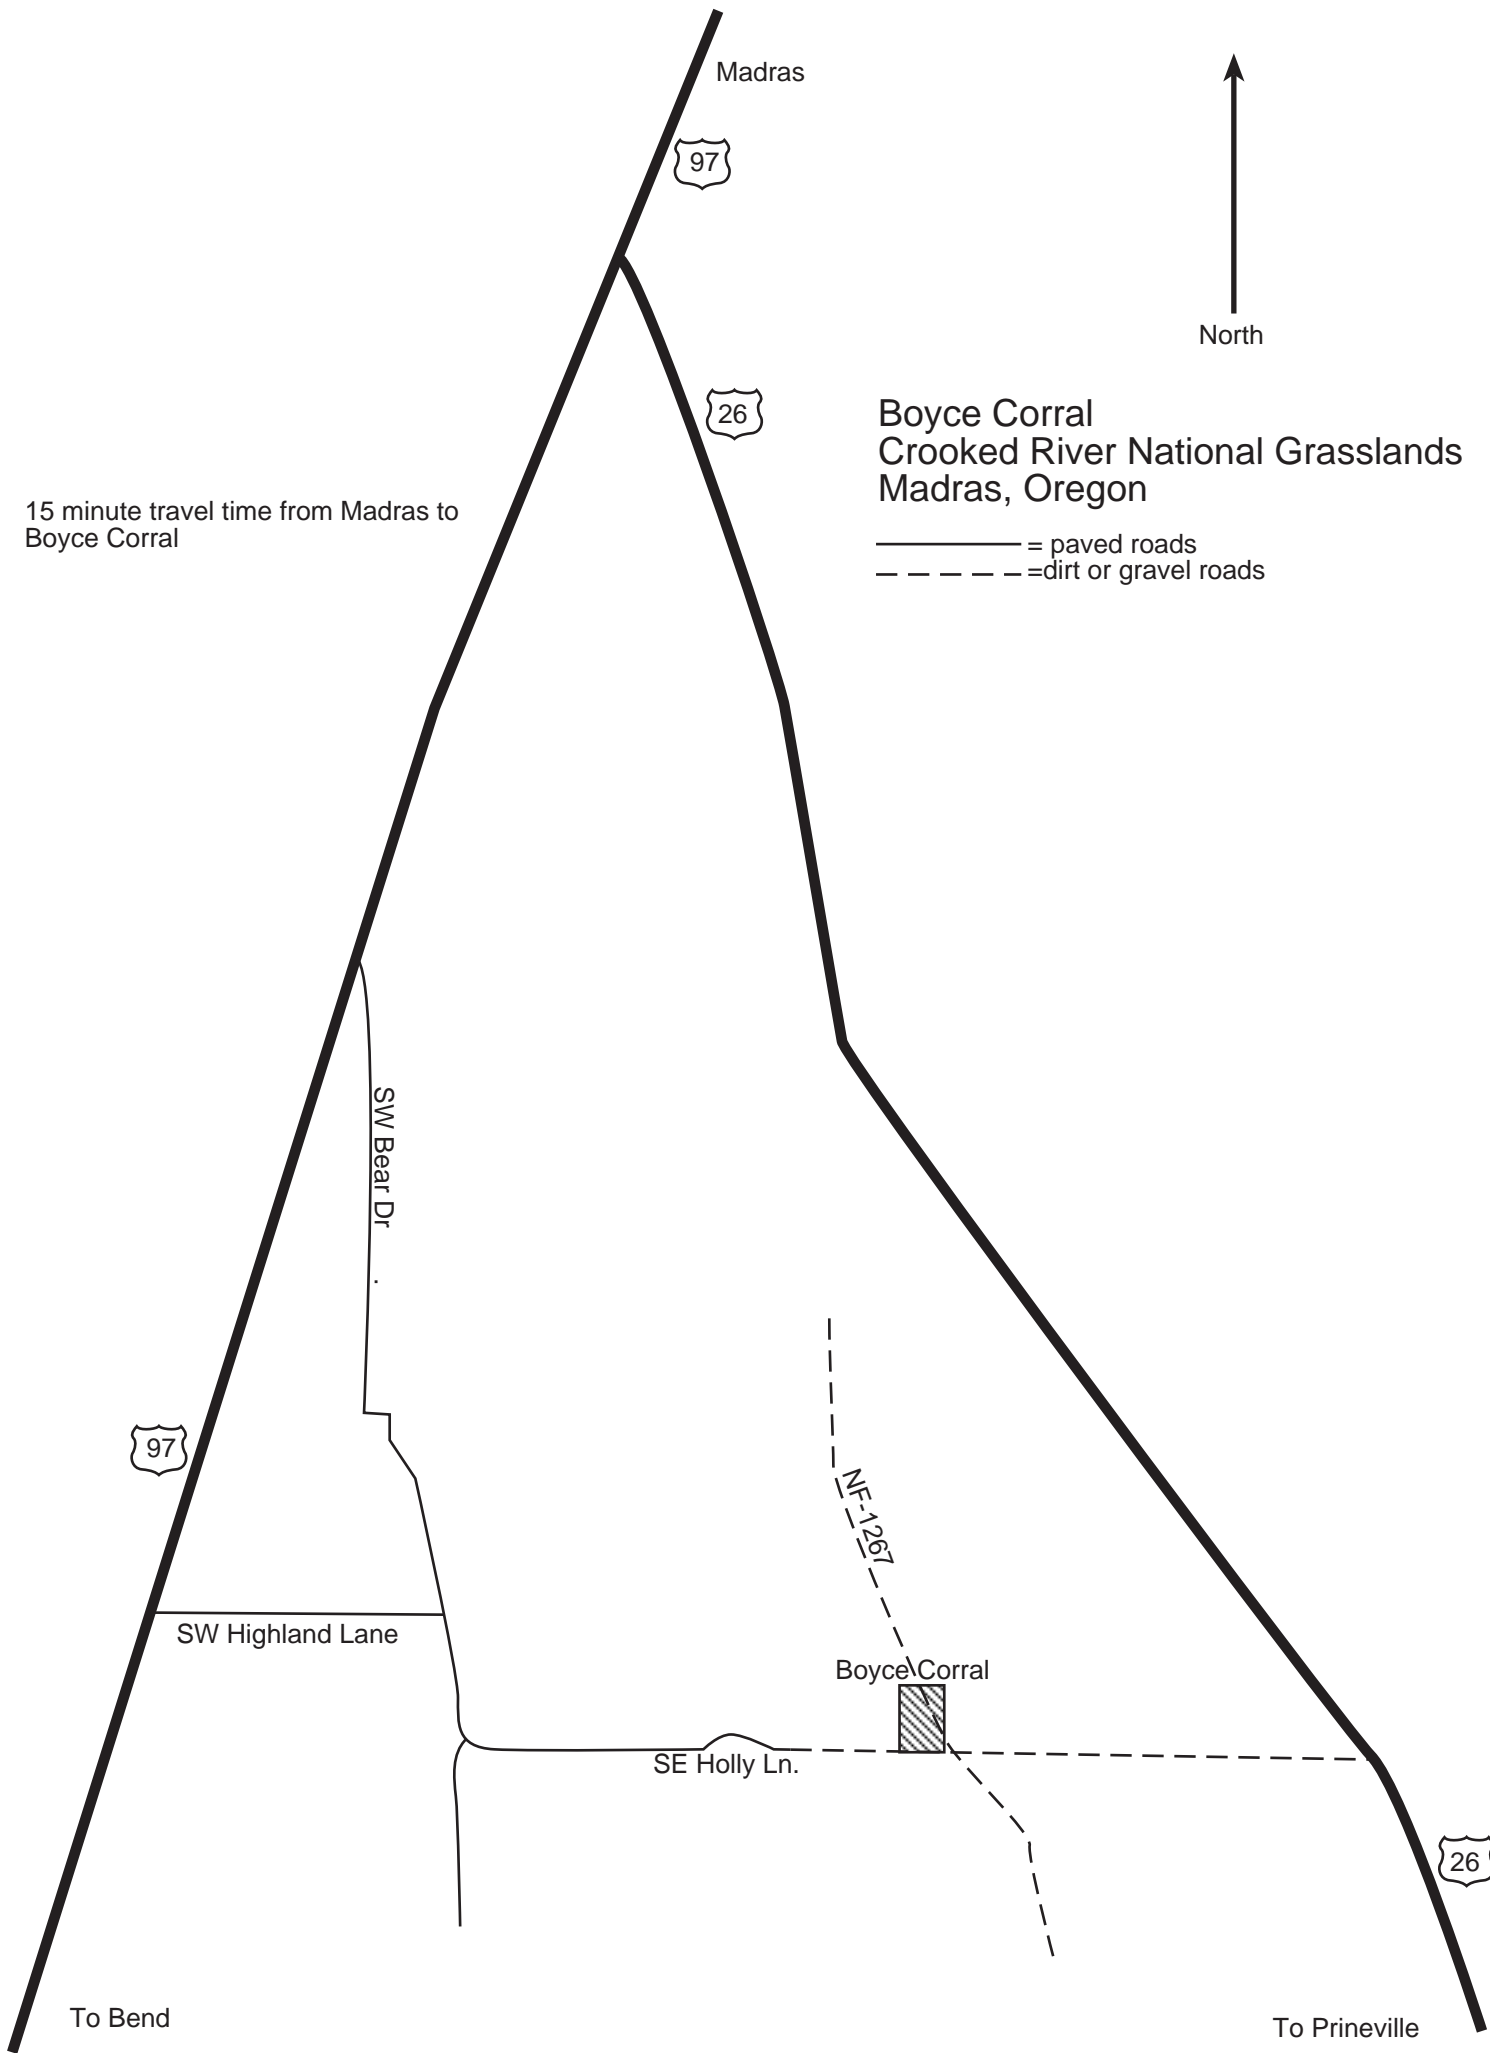 Madras
97
North
26
Boyce Corral
Crooked River National Grasslands
Madras, Oregon
15 minute travel time from Madras to
Boyce Corral
= paved roads
=dirt or gravel roads
SW Bear Dr
.
97
NF-1267
SW Highland Lane
Boyce Corral
SE Holly Ln.
26
To Bend
To Prineville